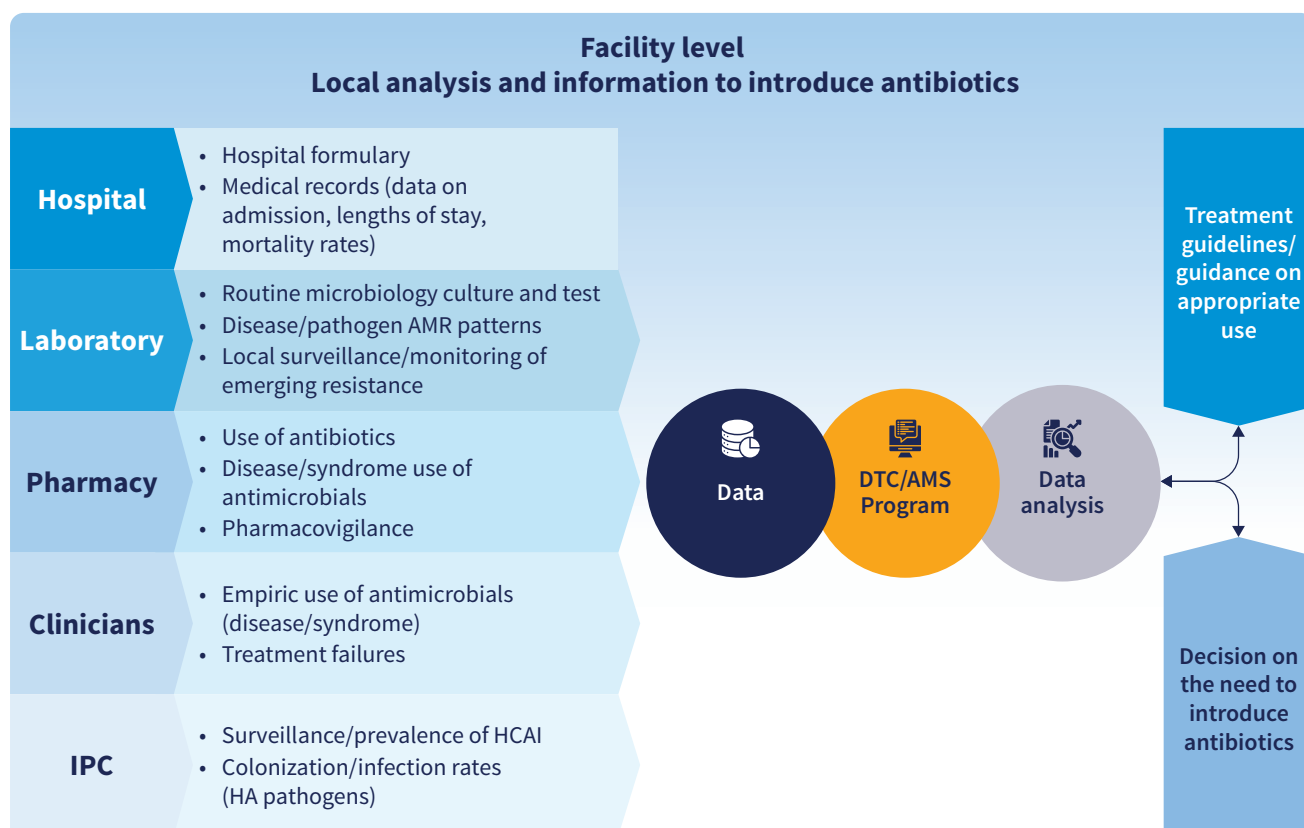 Facility level
Local analysis and information to introduce antibiotics
Hospital
• Hospital formulary
• Medical records (data on
admission, lengths of stay,
mortality rates)
Laboratory
• Routine microbiology culture and test
• Disease/pathogen AMR patterns
• Local surveillance/monitoring of
emerging resistance
Pharmacy
• Use of antibiotics
• Disease/syndrome use of
antimicrobials
• Pharmacovigilance
Clinicians
• Empiric use of antimicrobials
(disease/syndrome)
• Treatment failures
IPC
• Surveillance/prevalence of HCAI
• Colonization/infection rates
(HA pathogens)
Data
DTC/AMS
Program
Data
analysis
Treatment
guidelines/
guidance on
appropriate
use
Decision on
the need to
introduce
antibiotics